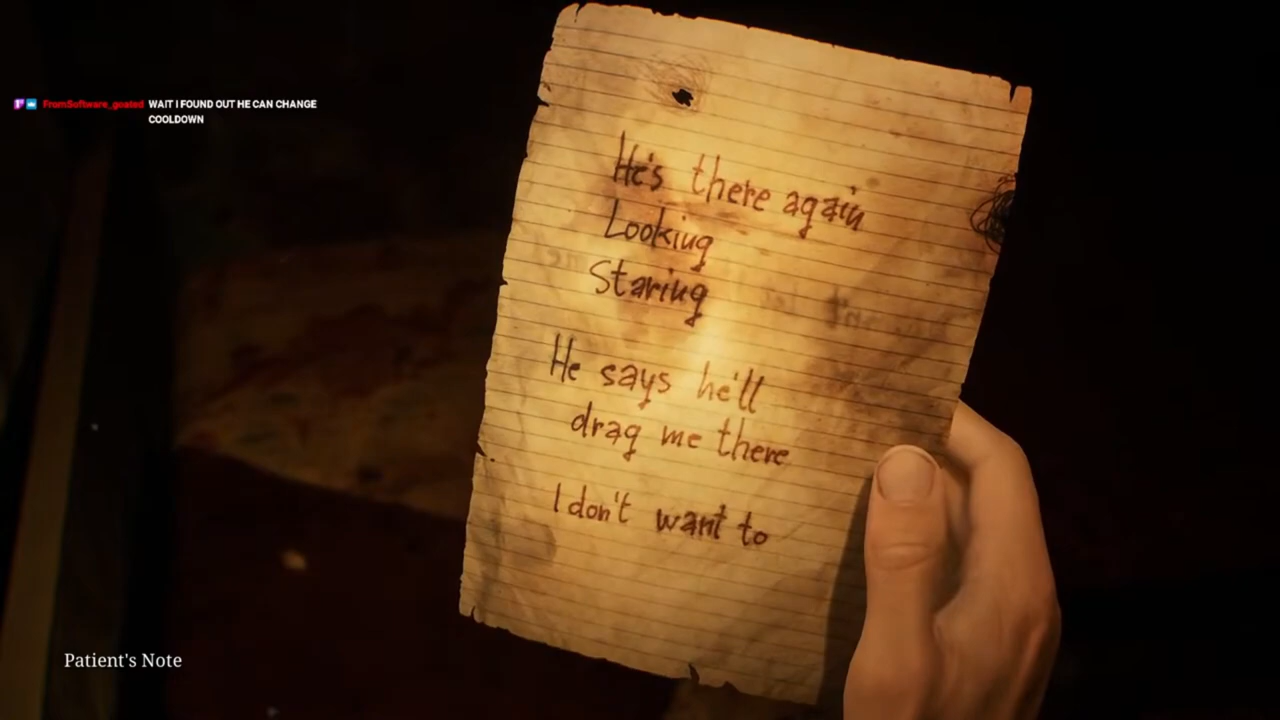 FromSoftware_goated WAIT I FOUND OUT HE CAN CHANGE
COOLDOWN
He's there again
Looking
Staring
He says he'll
drag me there
I don't want to
Patient's Note